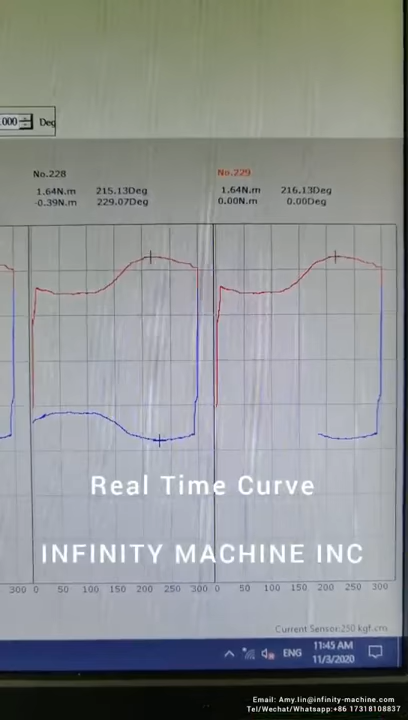 .000 Deg
No.228 No.229
1.64N.m 215.13Deg 1.64N.m 216.13Deg
-0.39N.m 229.07Deg 0.00N.m 0.00Deg
Real Time Curve
INFINITY MACHINE INC
300 0 50 100 150 200 250 300 0 50 100 150 200 250 300
Current Sensor:250 kgf.cm
ENG 11:45 AM
11/3/2020
Email: Amy.lin@infinity-machine.com
Tel/Wechat/Whatsapp:+86 17318108837